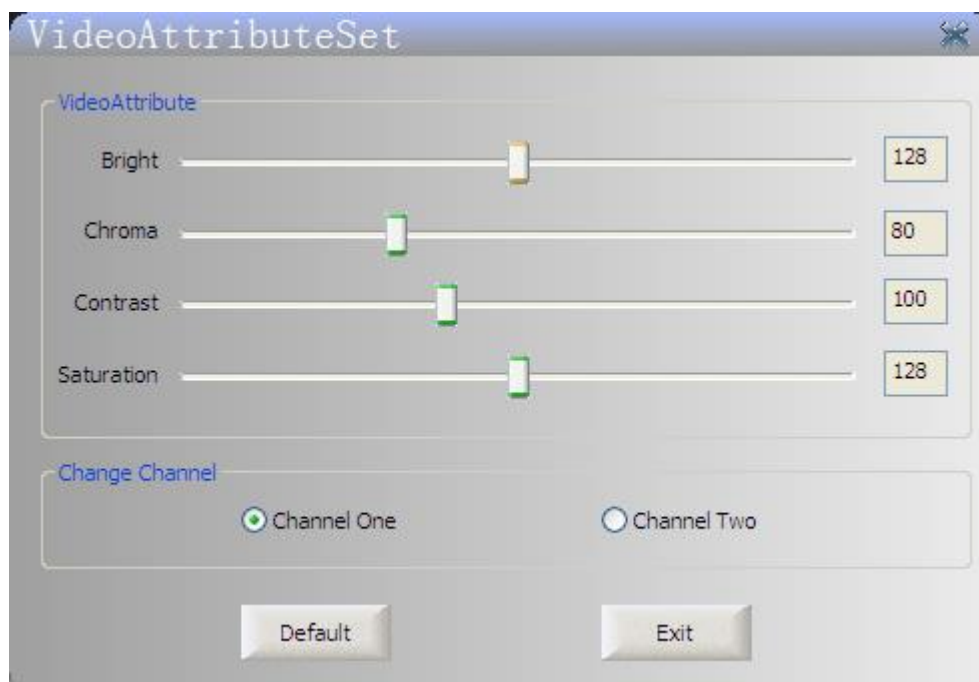 VideoAttributeSet
VideoAttribute
Bright 128
Chroma 80
Contrast 100
Saturation 128
Change Channel
Channel One Channel Two
Default Exit